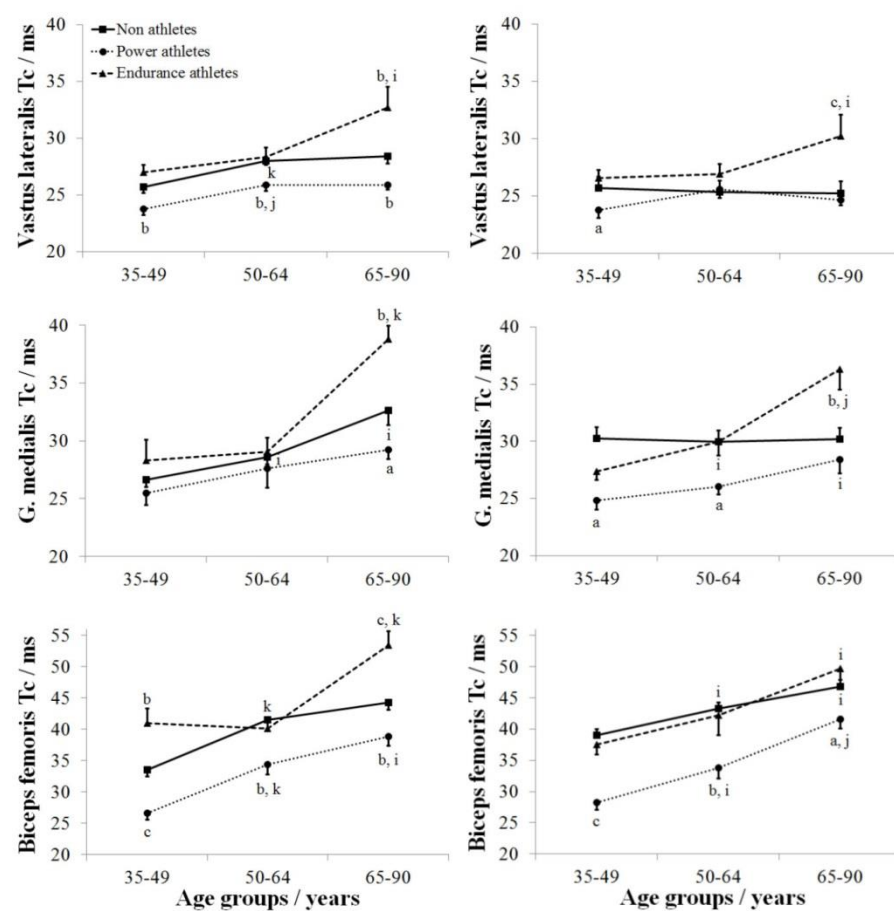 Vastus lateralis Tc / ms
40
35
30
25
20
Non athletes
Power athletes
Endurance athletes
b, i
k
b
b, j
b
35-49 50-64 65-90
Vastus lateralis Tc / ms
40
35
30
25
20
c, i
a
35-49 50-64 65-90
G. medialis Tc / ms
40
35
30
25
20
b, k
i
i
a
35-49 50-64 65-90
G. medialis Tc / ms
40
35
30
25
20
b, j
i
a
a
i
35-49 50-64 65-90
Biceps femoris Tc / ms
55
50
45
40
35
30
25
20
c, k
b
k
b, i
b, k
c
35-49 50-64 65-90
Age groups / years
Biceps femoris Tc / ms
55
50
45
40
35
30
25
20
i
i
i
a, j
b, i
c
35-49 50-64 65-90
Age groups / years